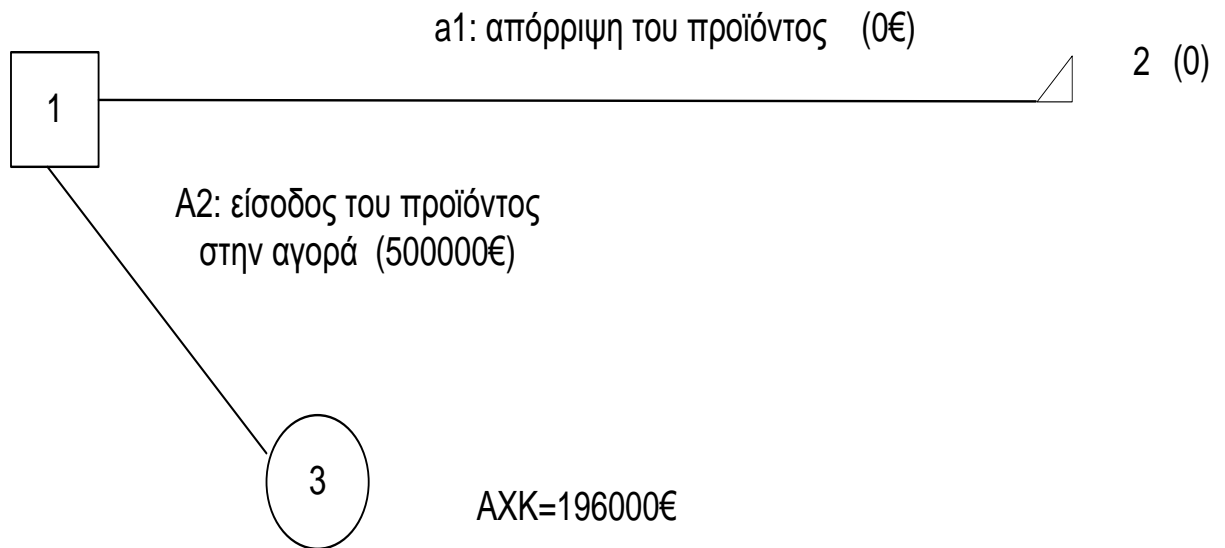 a1: απόρριψη του προϊόντος (0€)
2 (0)
1
A2: είσοδος του προϊόντος
στην αγορά (500000€)
3
ΑΧΚ=196000€